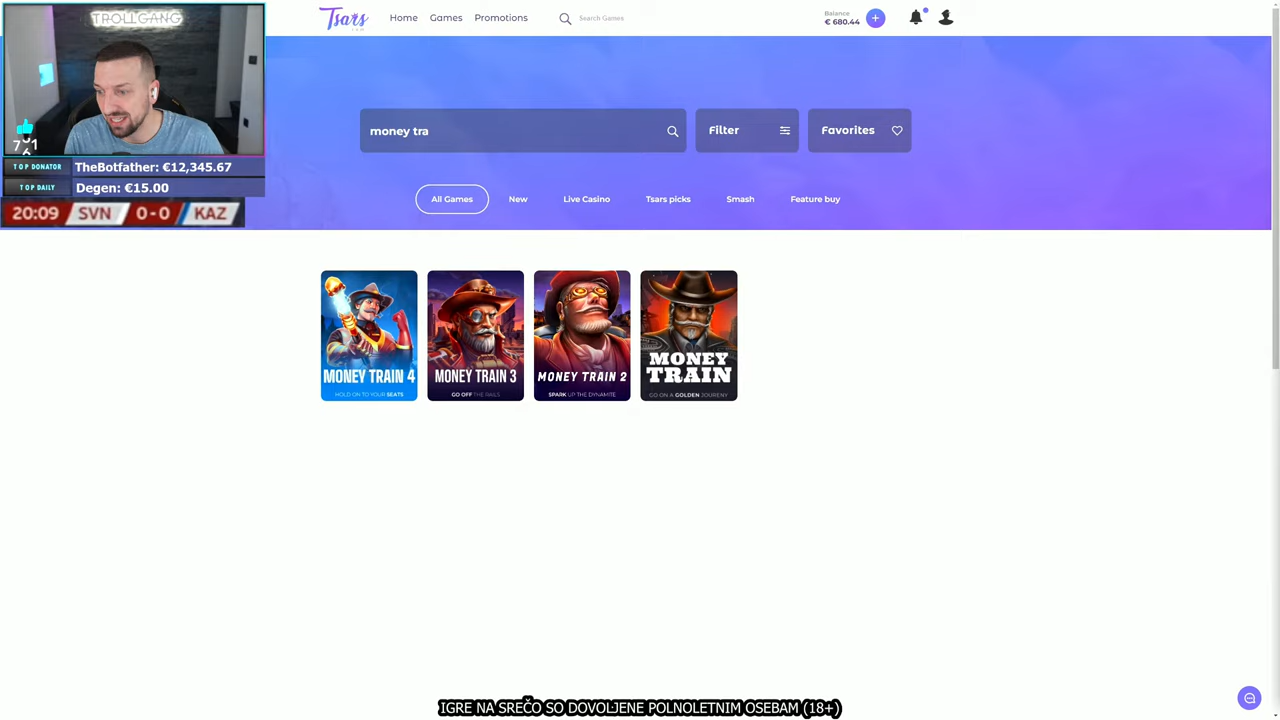 TROLLGANG
TOP DONATOR TheBotfather: €12,345.67
TOP DAILY Degen: €15.00
20:09 SVN 0-0 KAZ
Tsars
Home Games Promotions Search Games
Balance
€ 680.44
money tra
Filter
Favorites
All Games New Live Casino Tsars picks Smash Feature buy
MONEY TRAIN 4
HOLD ON TO YOUR SEATS
MONEY TRAIN 3
GO OFF THE RAILS
MONEY TRAIN 2
SPARK UP THE DYNAMITE
MONEY
TRAIN
GO ON A GOLDEN JOURENY
IGRE NA SREČO SO DOVOLJENE POLNOLETNIM OSEBAM (18+)